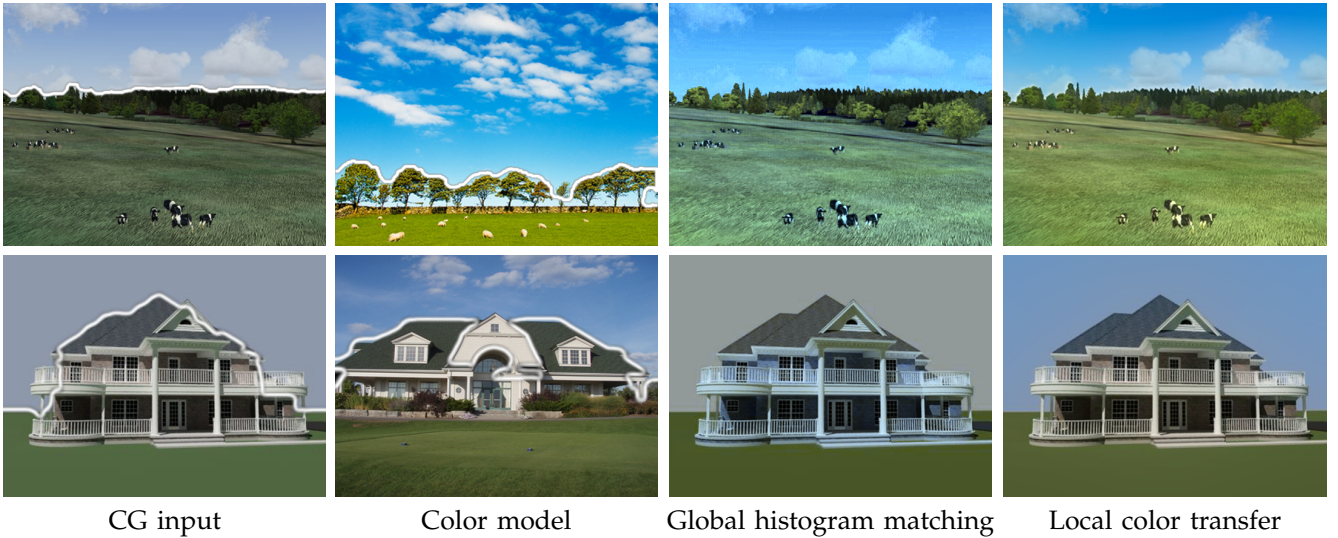 CG input
Color model
Global histogram matching
Local color transfer